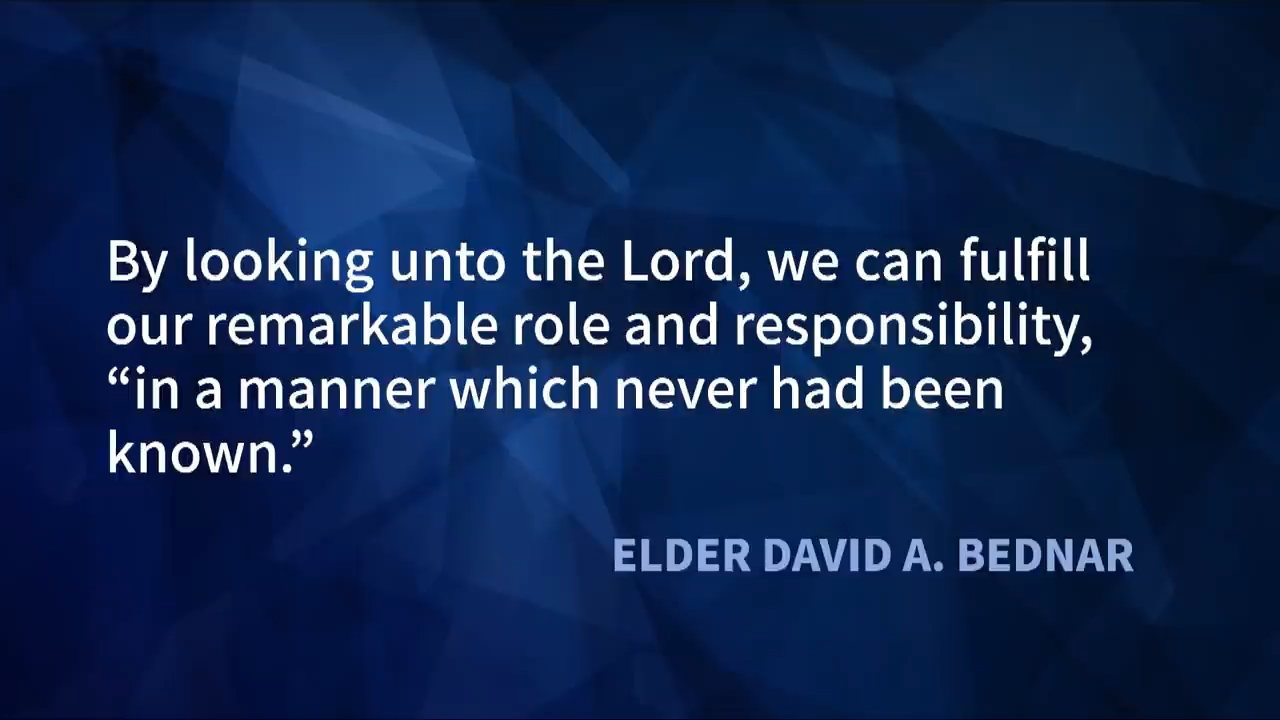 By looking unto the Lord, we can fulfill
our remarkable role and responsibility,
“in a manner which never had been
known.”
ELDER DAVID A. BEDNAR